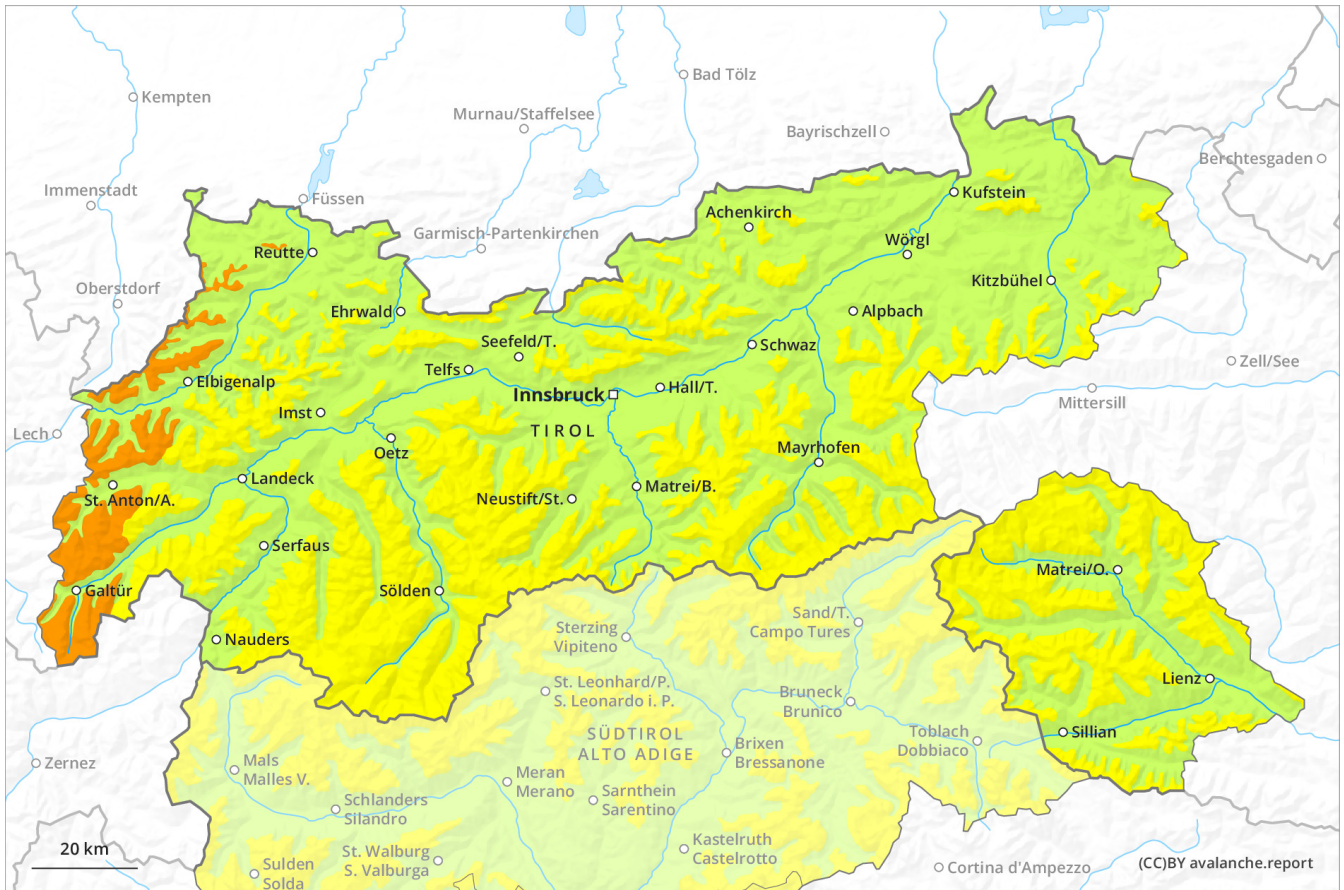 Bad Tölz
Kempten
Murnau/Staffelsee
Bayrischzell
Berchtesgaden
Immenstadt
Füssen
Kufstein
Achenkirch
Garmisch-Partenkirchen
Reutte
Wörgl
Oberstdorf
Kitzbühel
Ehrwald
Alpbach
Seefeld/T.
Schwaz
Zell/See
Telfs
Elbigenalp
Hall/T.
Innsbruck
Mittersill
Imst
Lech
TIROL
Oetz
Mayrhofen
Landeck
Matrei/B.
St. Anton/A.
Neustift/St.
Serfaus
Matrei/O.
Galtür
Sölden
Sand/T.
Campo Tures
Sterzing
Vipiteno
Nauders
Lienz
St. Leonhard/P.
S. Leonardo i. P.
Bruneck
Brunico
SÜDTIROL
ALTO ADIGE
Sillian
Toblach
Dobbiaco
Brixen
Bressanone
Zernez
Mals
Malles V.
Meran
Merano
Sarnthein
Sarentino
Schlanders
Silandro
Kastelruth
Castelrotto
St. Walburg
S. Valburga
20 km
Sulden
Solda
Cortina d'Ampezzo
(CC)BY avalanche.report